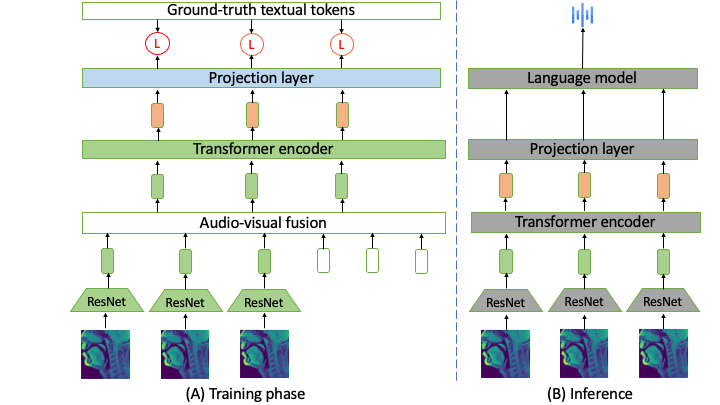 Ground-truth textual tokens
L L L
Projection layer
Transformer encoder
Audio-visual fusion
ResNet ResNet ResNet
(A) Training phase
Language model
Projection layer
Transformer encoder
ResNet ResNet ResNet
(B) Inference